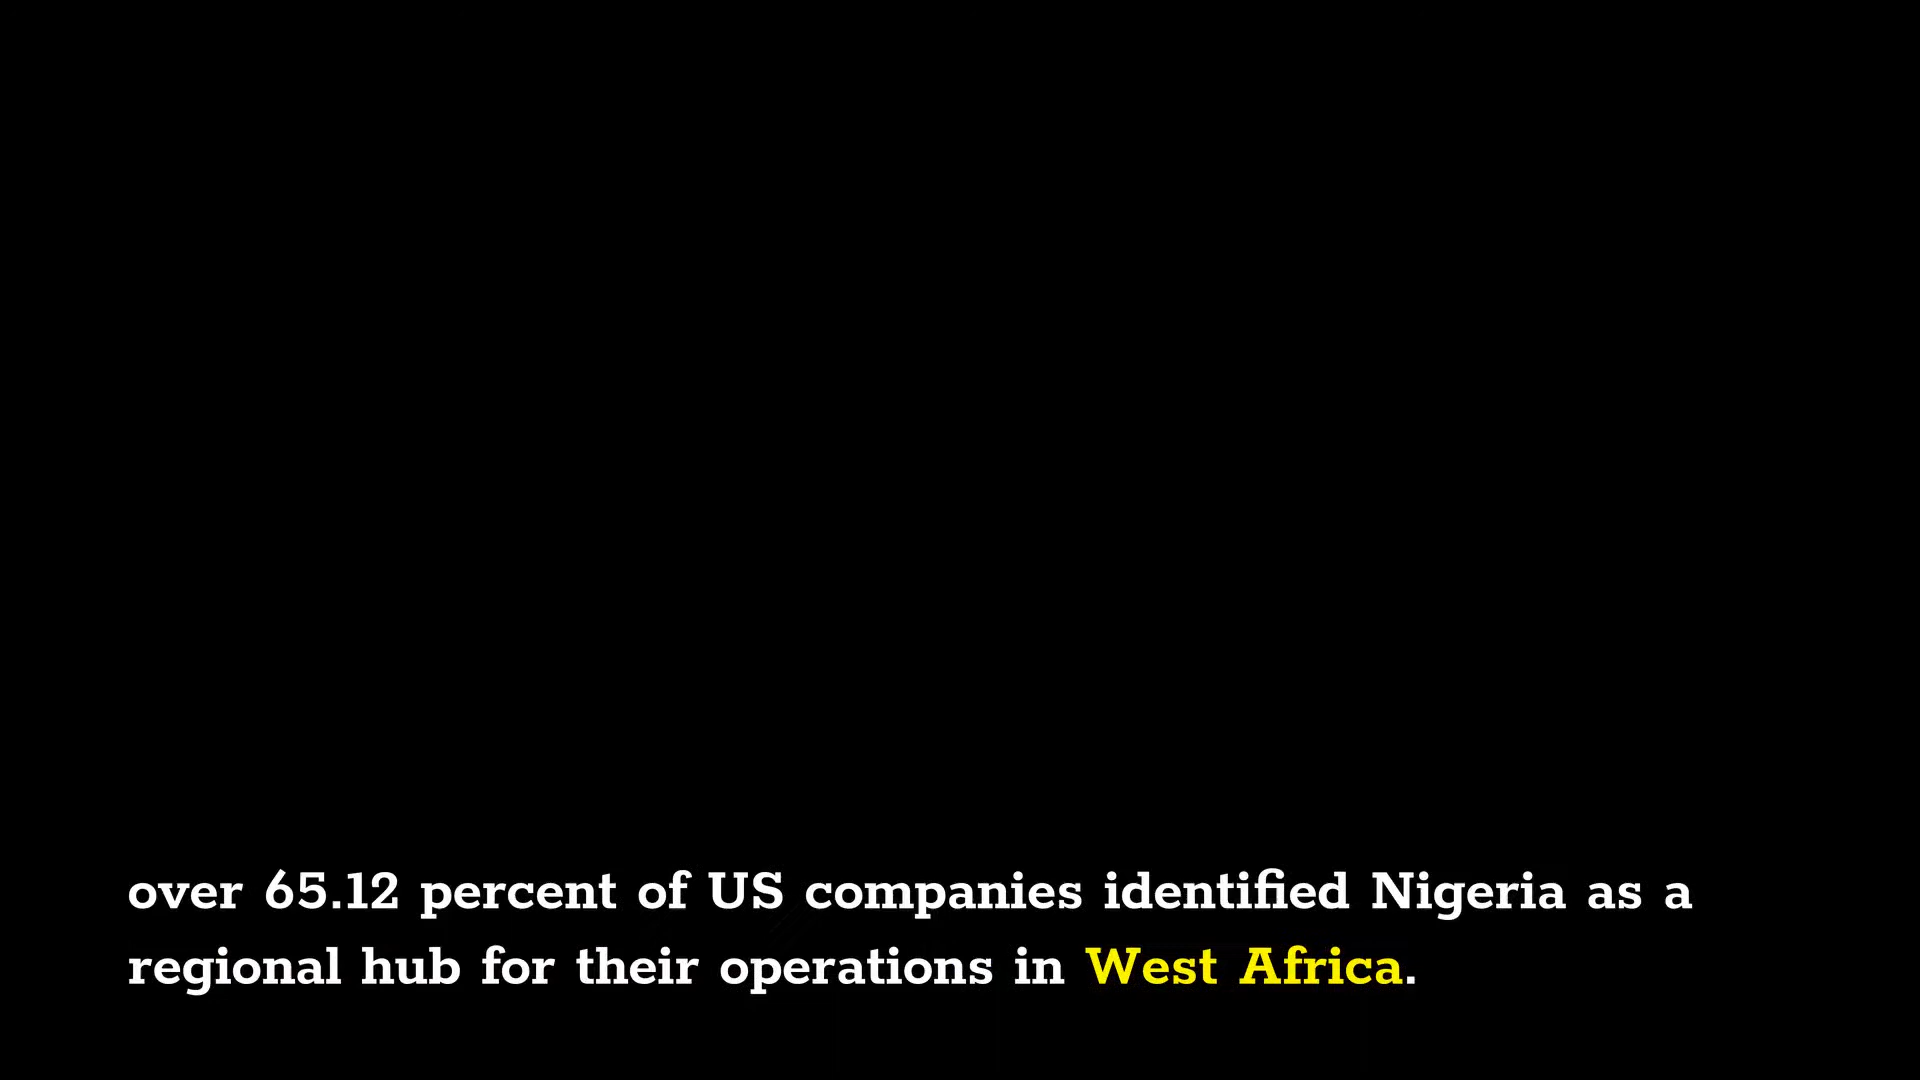 over 65.12 percent of US companies identified Nigeria as a
regional hub for their operations in West Africa.